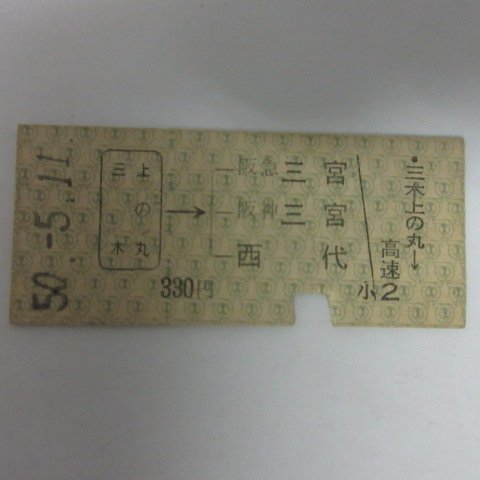 50.-5.11.
三木上の丸
→
阪急三宮
阪神三宮
西代
330円
三木上の丸→
高速
小2